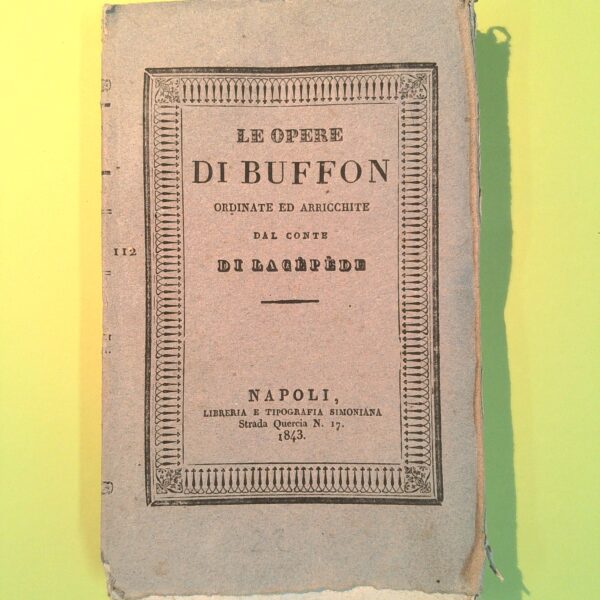 LE OPERE
DI BUFFON
ORDINATE ED ARRICCHITE
DAL CONTE
DI LACÈPÈDE
112
NAPOLI,
LIBRERIA E TIPOGRAFIA SIMONIANA
Strada Quercia N. 17.
1843.